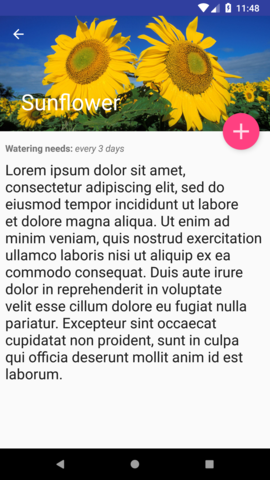 11:48
Sunflower
Watering needs: every 3 days
Lorem ipsum dolor sit amet,
consectetur adipiscing elit, sed do
eiusmod tempor incididunt ut labore
et dolore magna aliqua. Ut enim ad
minim veniam, quis nostrud exercitation
ullamco laboris nisi ut aliquip ex ea
commodo consequat. Duis aute irure
dolor in reprehenderit in voluptate
velit esse cillum dolore eu fugiat nulla
pariatur. Excepteur sint occaecat
cupidatat non proident, sunt in culpa
qui officia deserunt mollit anim id est
laborum.